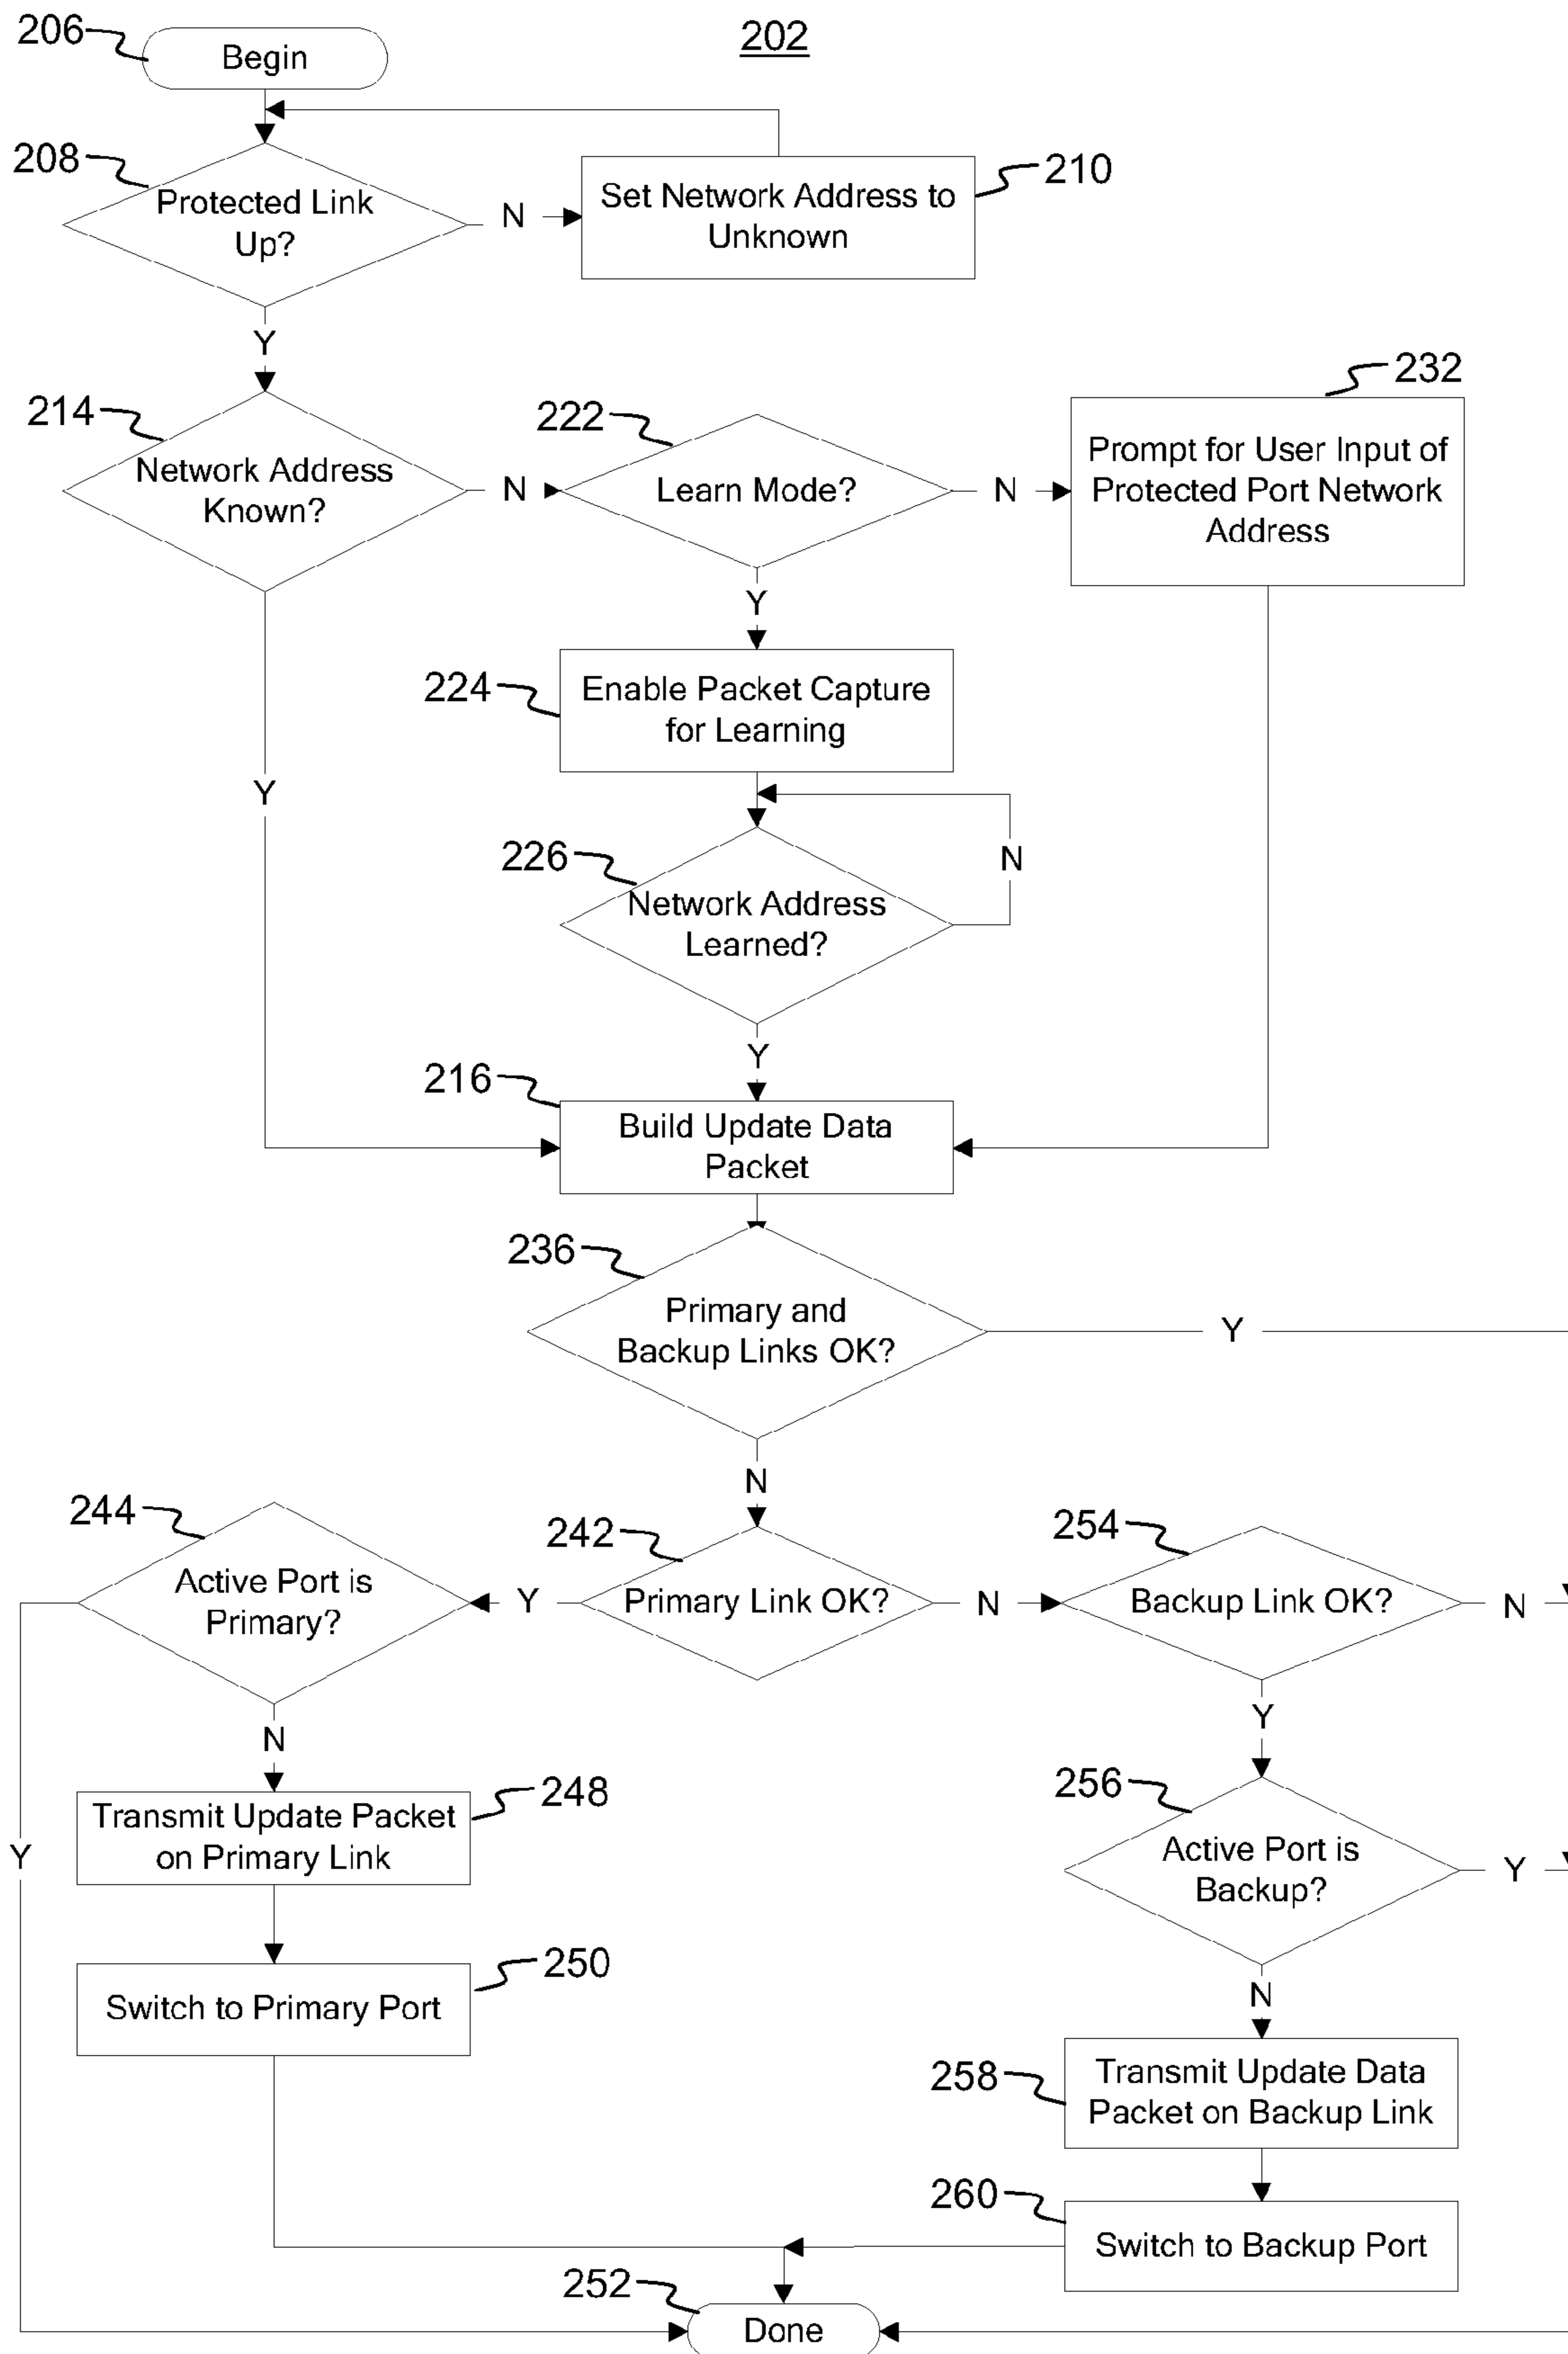 206
Begin
202
208
Protected Link
Up?
N
Set Network Address to
Unknown
210
Y
214
Network Address
Known?
N
222
Learn Mode?
N
232
Prompt for User Input of
Protected Port Network
Address
Y
224
Enable Packet Capture
for Learning
Y
226
Network Address
Learned?
N
Y
216
Build Update Data
Packet
236
Primary and
Backup Links OK?
Y
N
244
Active Port is
Primary?
Y
242
Primary Link OK?
N
254
Backup Link OK?
N
N
Y
Transmit Update Packet
on Primary Link
248
Y
256
Active Port is
Backup?
Y
Switch to Primary Port
250
N
258
Transmit Update Data
Packet on Backup Link
260
Switch to Backup Port
252
Done